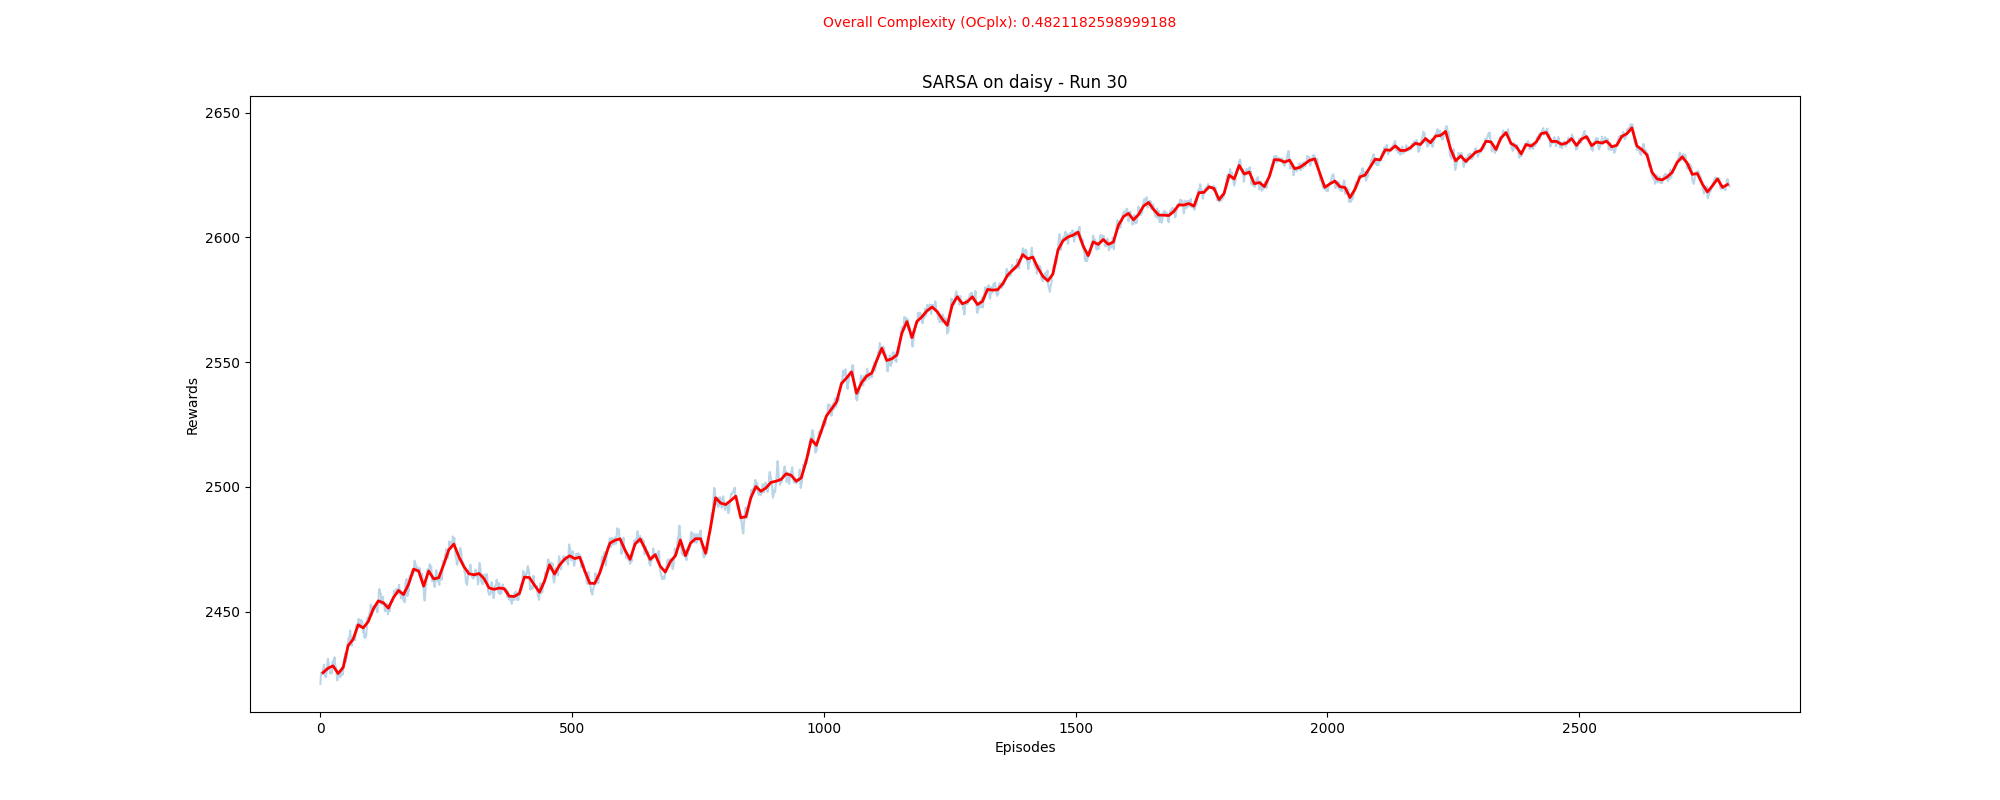 Overall Complexity (OCplx): 0.4821182598999188
SARSA on daisy - Run 30
2650
2600
2550
2500
2450
Rewards
0 500 1000 1500 2000 2500
Episodes